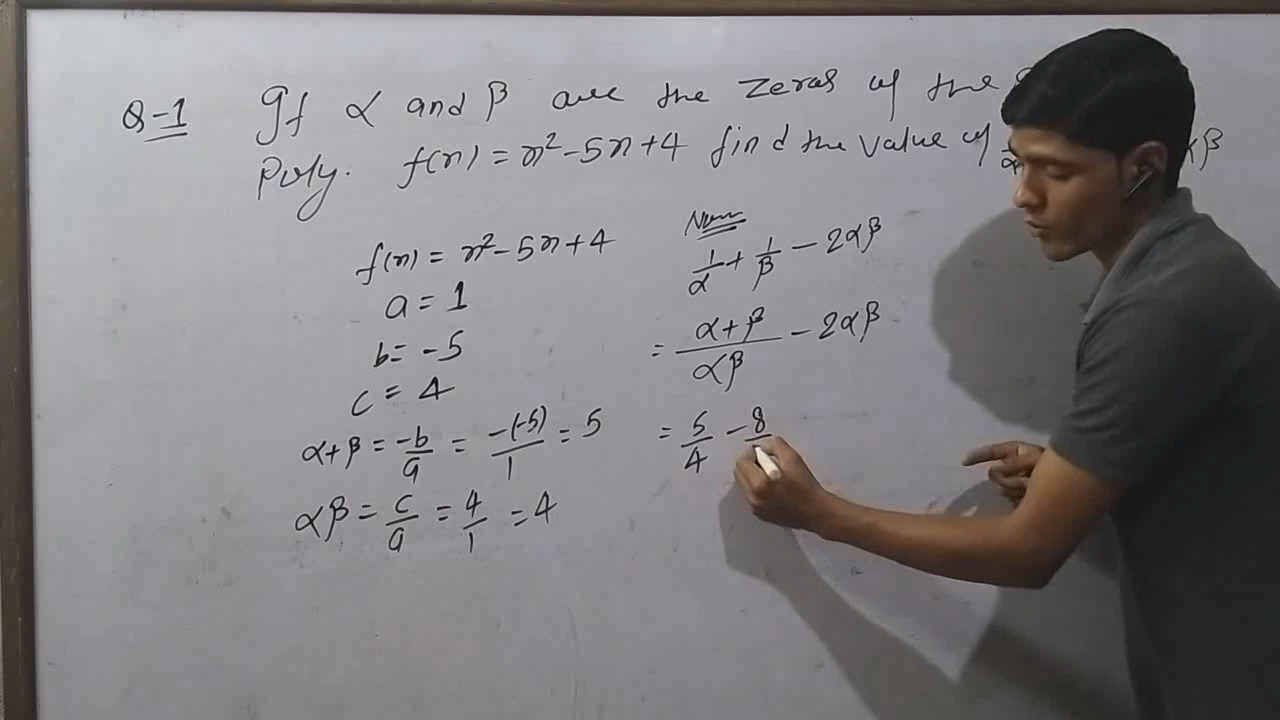 Q-1 If α and β are the zeros of the
Poly. f(x) = x² - 5x + 4 find the value of αβ
f(x) = x² - 5x + 4
a = 1
b = -5
c = 4
α+β = -b/a = -(-5)/1 = 5
αβ = c/a = 4/1 = 4
Now
1/α + 1/β - 2αβ
= α+β/αβ - 2αβ
= 5/4 - 8